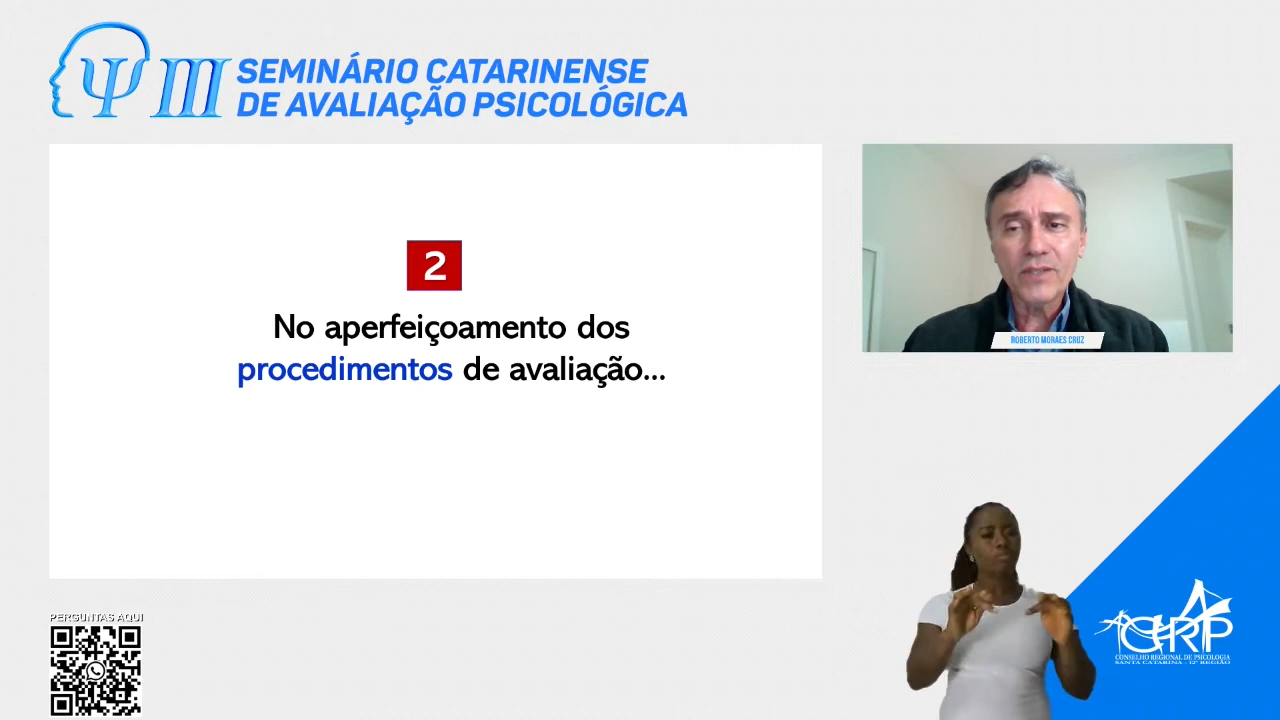 Ψ III SEMINÁRIO CATARINENSE
DE AVALIAÇÃO PSICOLÓGICA
2
No aperfeiçoamento dos
procedimentos de avaliação...
ROBERTO MORAES CRUZ
PERGUNTAS AQUI
CRP
CONSELHO REGIONAL DE PSICOLOGIA
SANTA CATARINA - 12ª REGIÃO